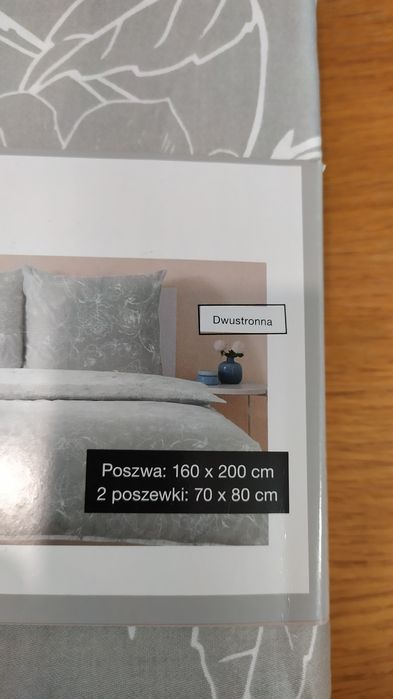 Dwustronna
Poszwa: 160 x 200 cm
2 poszewki: 70 x 80 cm